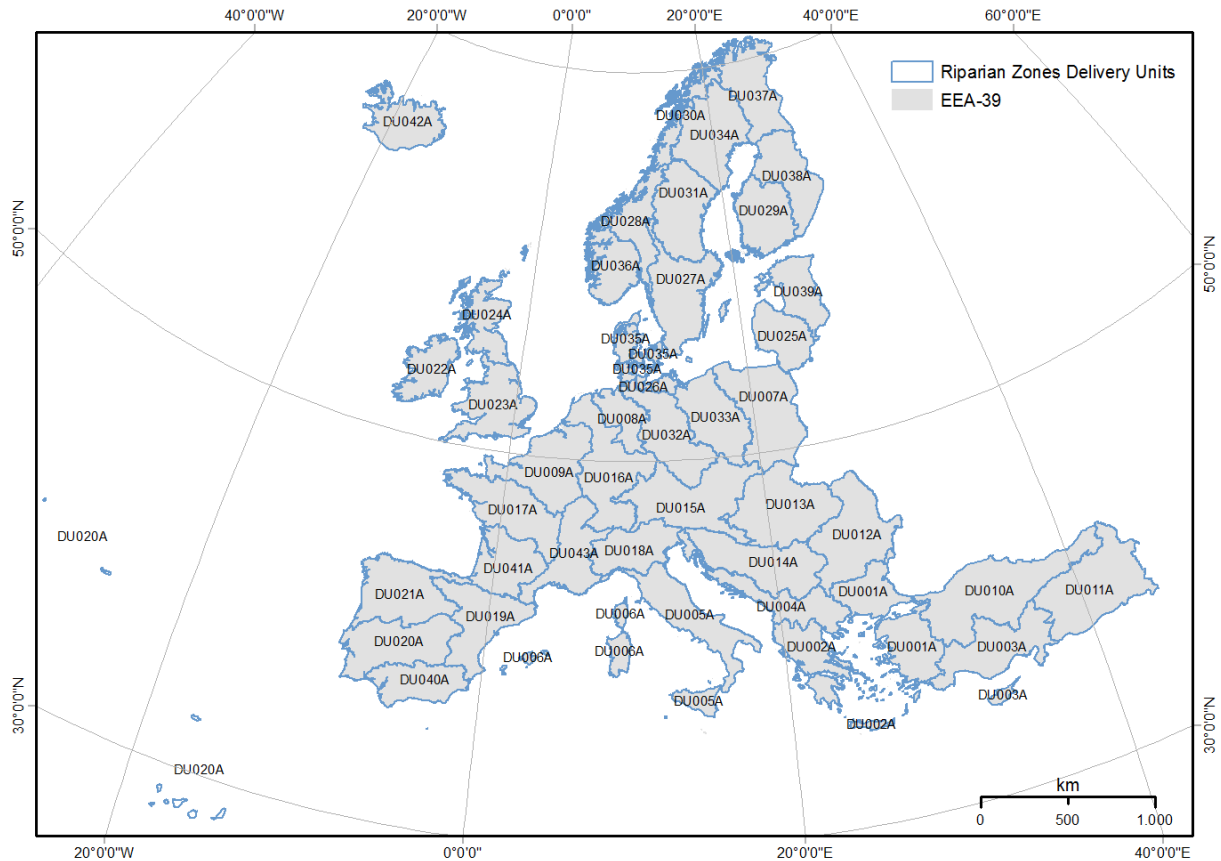 40°0'0"W
20°0'0"W
0°0'0"
20°0'0"E
40°0'0"E
60°0'0"E
Riparian Zones Delivery Units
EEA-39
DU037A
DU042A
DU030A
DU034A
DU038A
DU031A
DU029A
50°0'0"N
DU028A
50°0'0"N
DU036A
DU027A
DU039A
DU024A
DU025A
DU035A
DU035A
DU022A
DU035A
DU026A
DU007A
DU023A
DU008A
DU033A
DU032A
DU009A
DU016A
DU013A
DU017A
DU015A
DU020A
DU012A
DU043A
DU018A
DU014A
DU041A
DU021A
DU001A
DU010A
DU011A
DU004A
DU019A
DU006A
DU005A
DU020A
DU002A
DU001A
DU003A
DU006A
DU006A
DU040A
DU003A
DU005A
30°0'0"N
DU002A
30°0'0"N
DU020A
km
0
500
1.000
20°0'0"W
0°0'0"
20°0'0"E
40°0'0"E